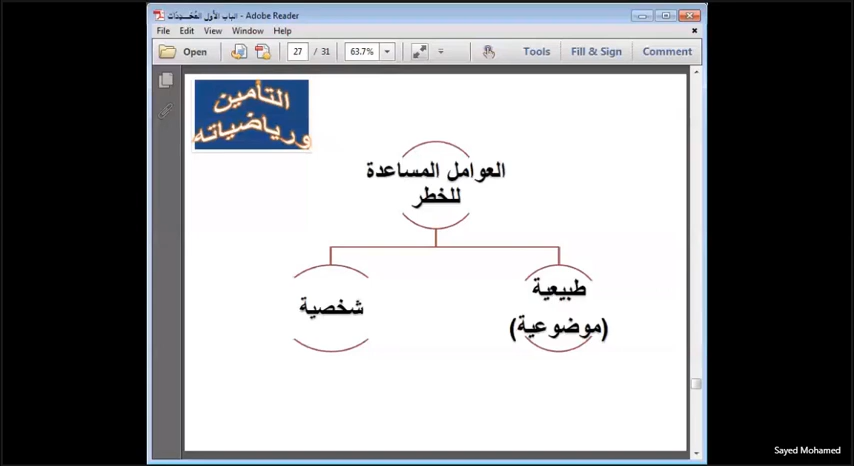 الباب الأول - Adobe Reader
File Edit View Window Help
Open 27 / 31 63.7% Tools Fill & Sign Comment
التأمين
ورياضياته
العوامل المساعدة
للخطر
طبيعية
(موضوعية)
شخصية
Sayed Mohamed